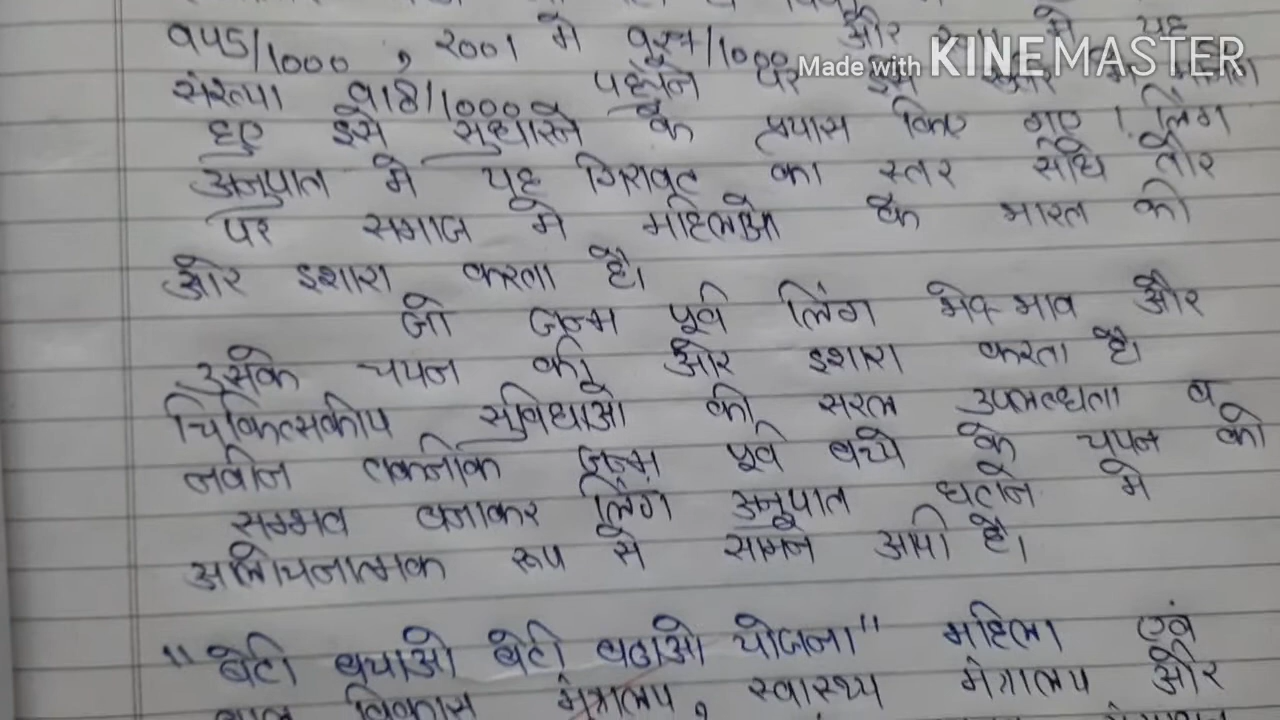 945/1000 , 2001 मे 927/1000 और मे यह
Made with KINEMASTER
संख्या 918/1000 पहुचने पर इसे
हुए इसे सुधारने के प्रयास किए गए । लिंग
अनुपात मे यह गिरावट का स्तर सीधे तौर
पर समाज मे महिलाओ के भारत की
ओर इशारा करता है।
जो जन्म पूर्व लिंग भेद-भाव और
उसके चयन की ओर इशारा करता है।
चिकित्सकीय सुविधाओ की सरल उपलब्धता व
नवीन तकनीक जन्म पूर्व बच्चे के चयन को
सम्भव बनाकर लिंग अनुपात घटाने मे
रूप से सामने आयी है।
"बेटी बचाओ बेटी बढाओ योजना" महिला एवं
बाल विकास मंत्रालय, स्वास्थ्य मंत्रालय और